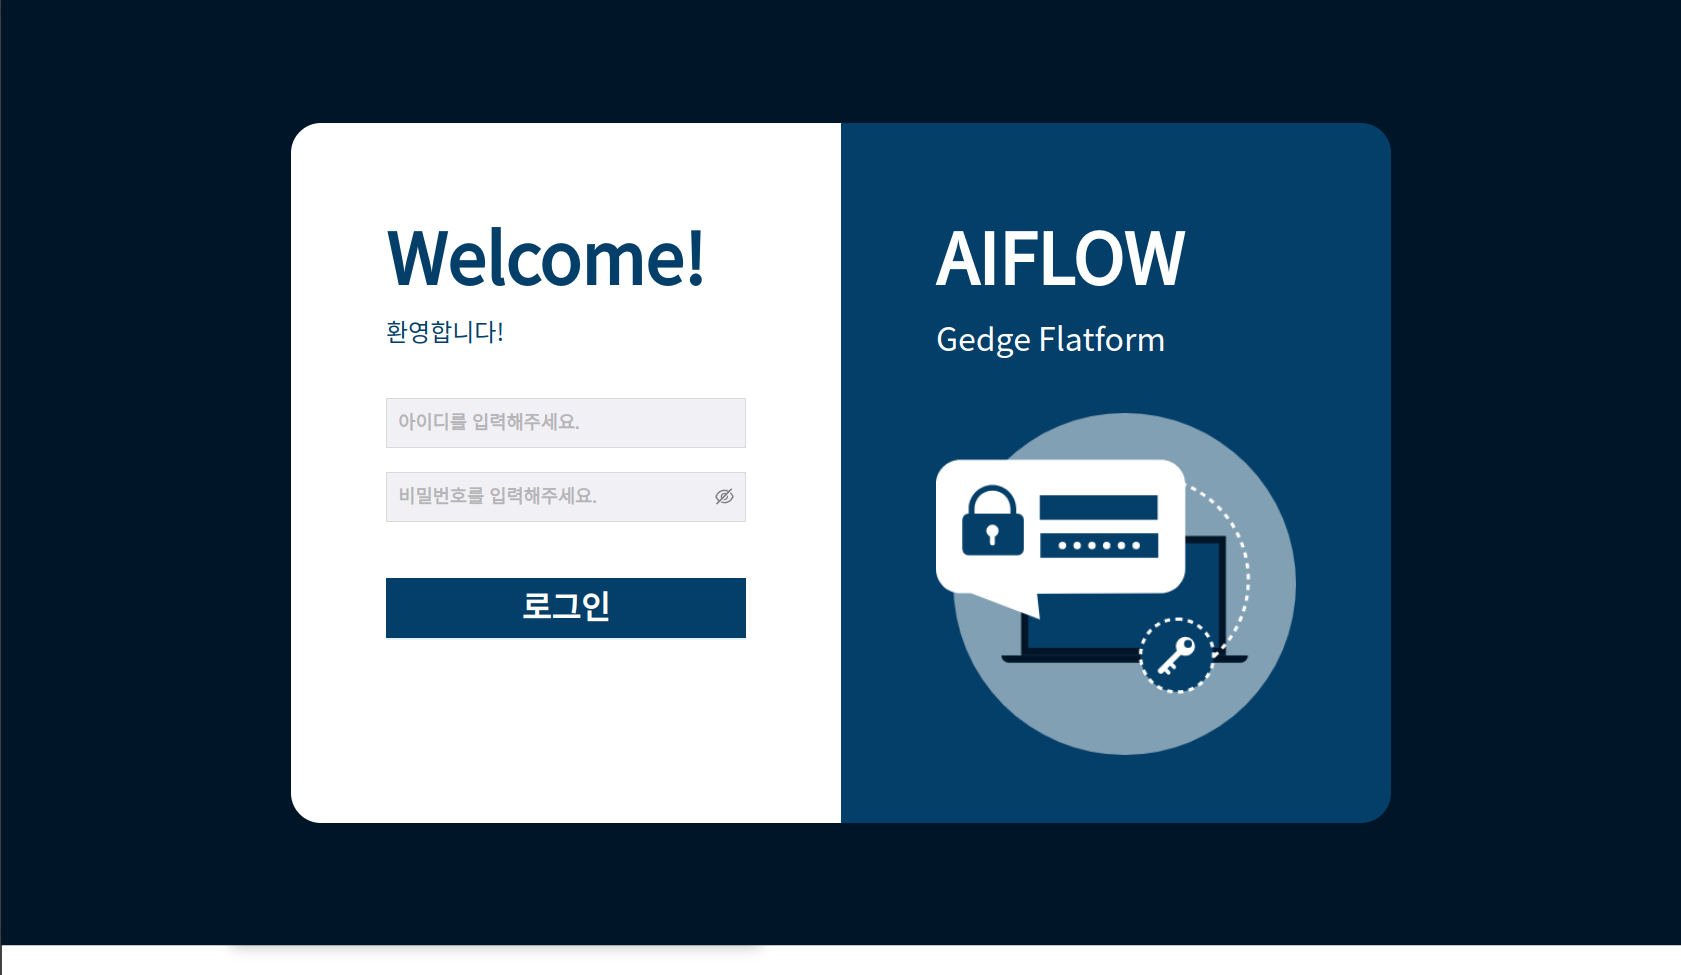 Welcome!
환영합니다!
아이디를 입력해주세요.
비밀번호를 입력해주세요.
로그인
AIFLOW
Gedge Flatform